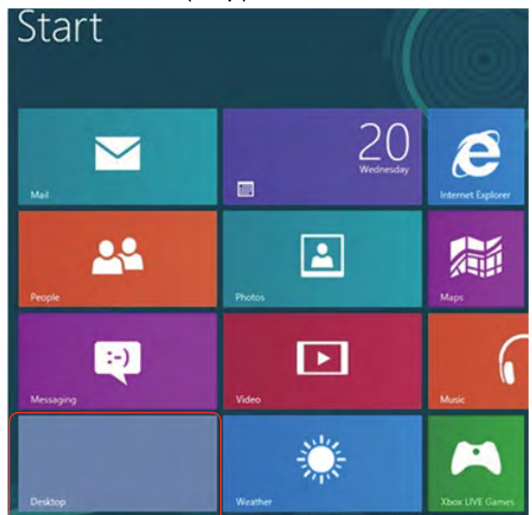 Start
20
Wednesday
Mail
Internet Explorer
People
Photos
Maps
:-)
Messaging
Video
Music
Desktop
Weather
Xbox LIVE Games